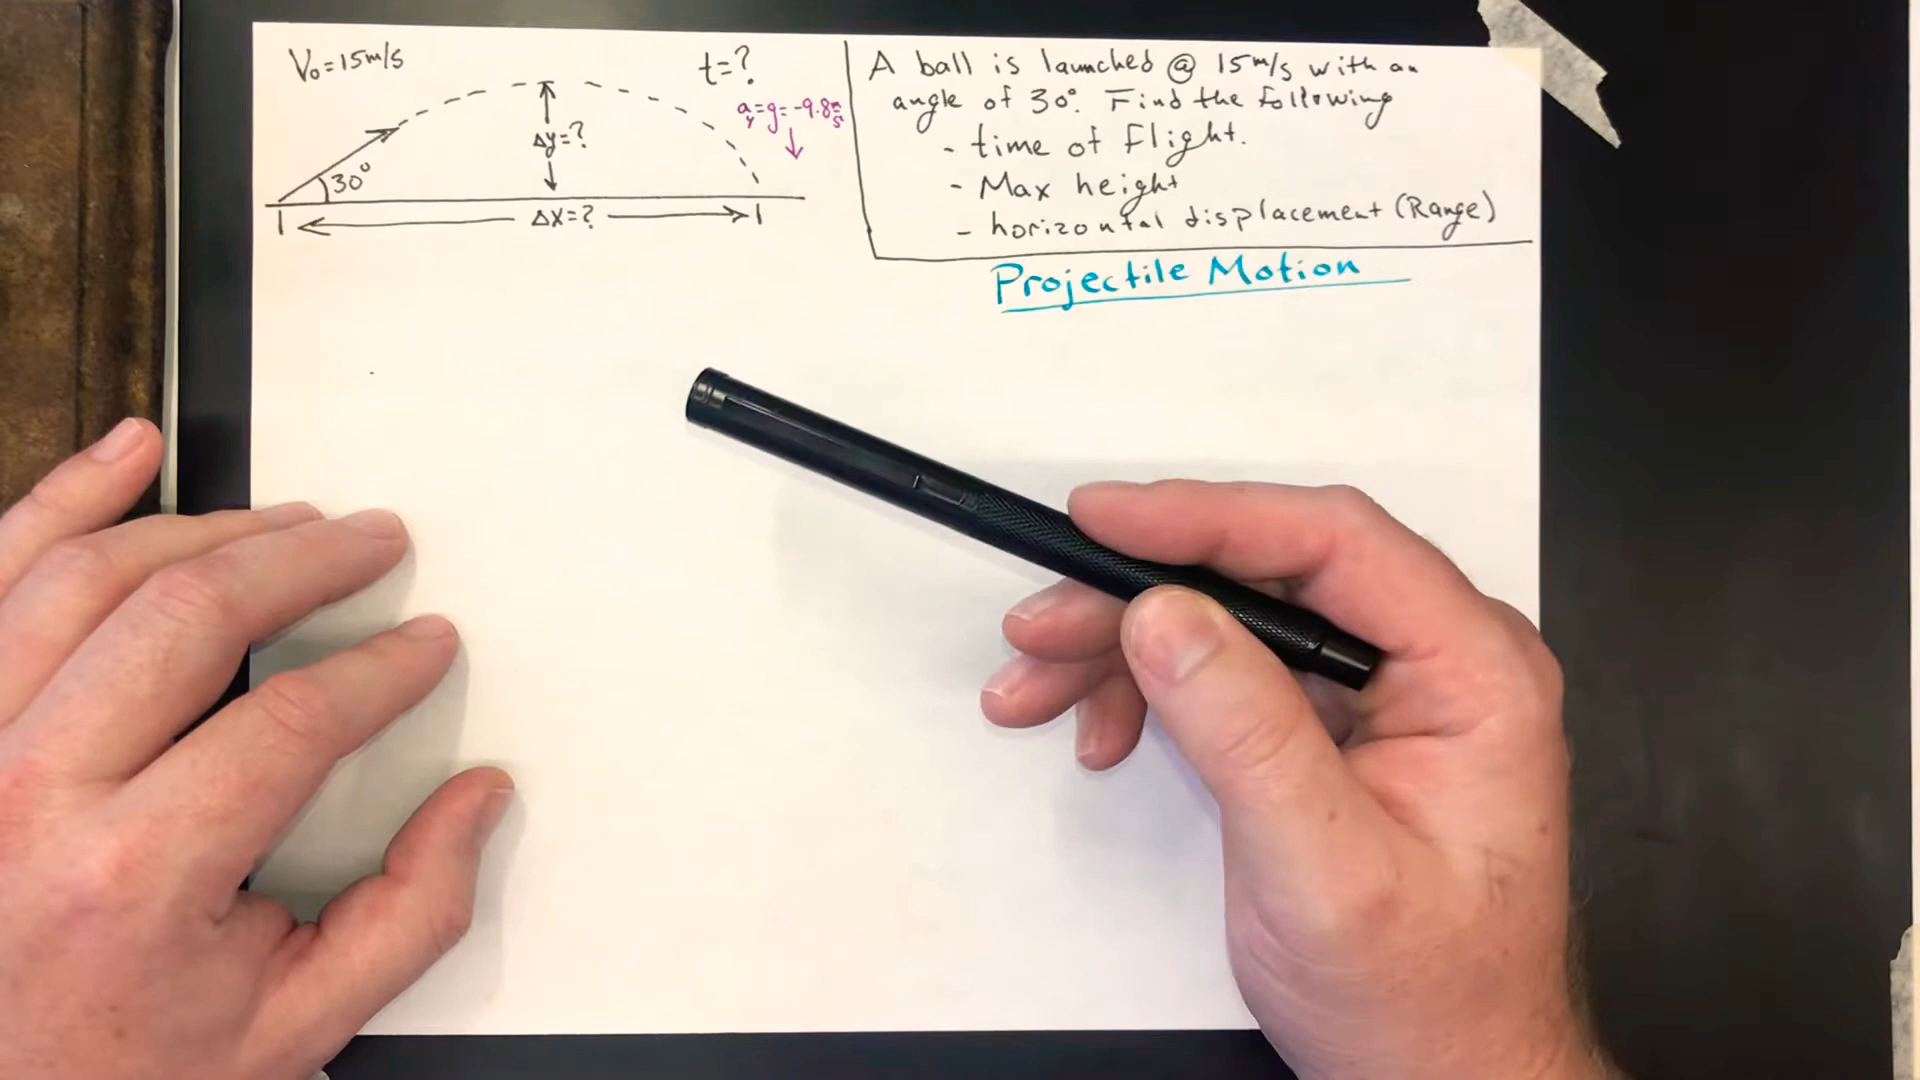 V₀=15m/s
t=?
a_y=g=-9.8m/s²
Δy=?
30°
Δx=?
A ball is launched @ 15m/s with an
angle of 30°. Find the following
- time of flight.
- Max height
- horizontal displacement (Range)
Projectile Motion